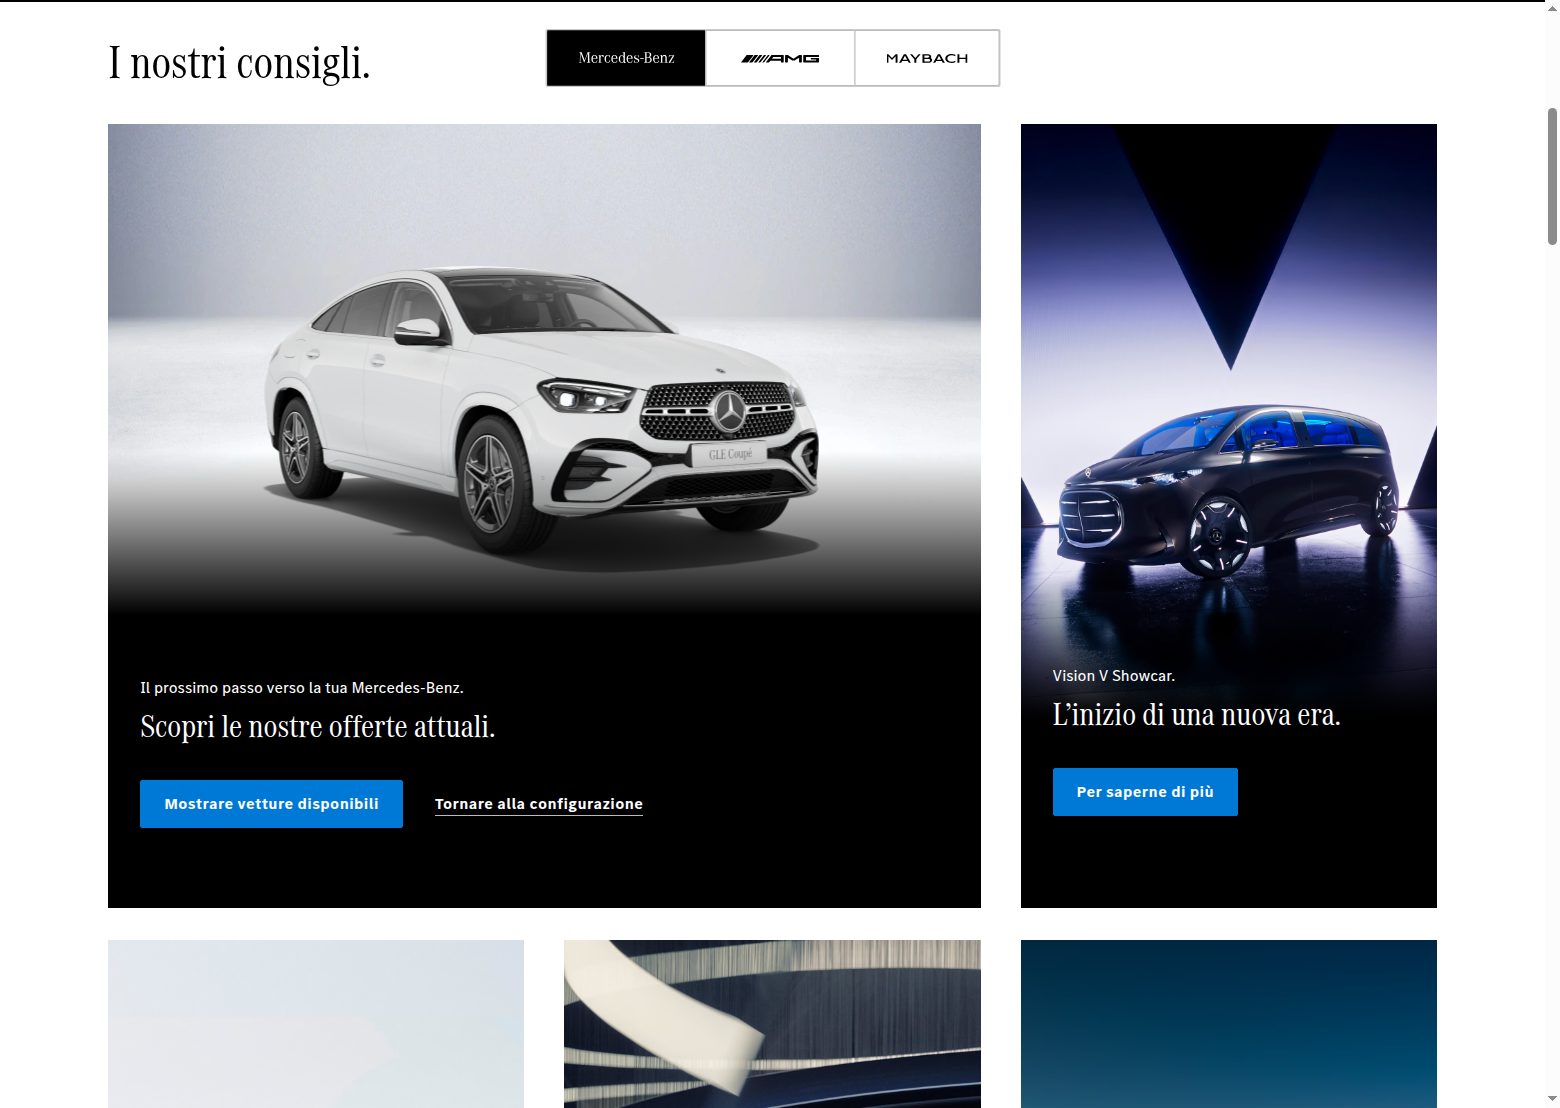 I nostri consigli.
Mercedes-Benz
AMG
MAYBACH
GLE Coupé
Il prossimo passo verso la tua Mercedes-Benz.
Scopri le nostre offerte attuali.
Mostrare vetture disponibili
Tornare alla configurazione
Vision V Showcar.
L’inizio di una nuova era.
Per saperne di più